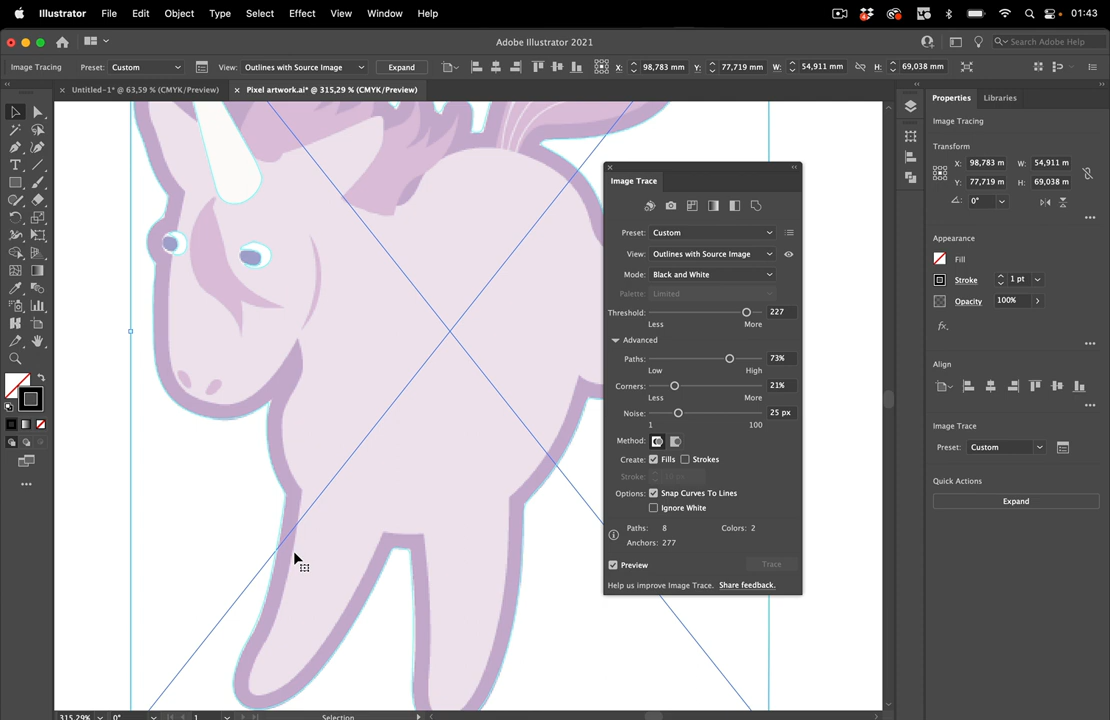 Illustrator File Edit Object Type Select Effect View Window Help 4 01:43
Adobe Illustrator 2021 Search Adobe Help
Image Tracing Preset: Custom View: Outlines with Source Image Expand X: 98,783 mm Y: 77,719 mm W: 54,911 mm H: 69,038 mm
Untitled-1* @ 63,59 % (CMYK/Preview) Pixel artwork.ai* @ 315,29 % (CMYK/Preview)
Properties Libraries
Image Tracing
Transform
X: 98,783 m W: 54,911 m
Y: 77,719 m H: 69,038 m
0°
Appearance
Fill
Stroke 1 pt
Opacity 100%
fx.
Align
Image Trace
Preset: Custom
Quick Actions
Expand
Image Trace
Preset: Custom
View: Outlines with Source Image
Mode: Black and White
Palette: Limited
Threshold: 227
Less More
Advanced
Paths: 73%
Low High
Corners: 21%
Less More
Noise: 25 px
1 100
Method:
Create: Fills Strokes
Stroke: 10 px
Options: Snap Curves To Lines
Ignore White
Paths: 8 Colors: 2
Anchors: 277
Preview Trace
Help us improve Image Trace. Share feedback.
315,29% 0° 1 Selection